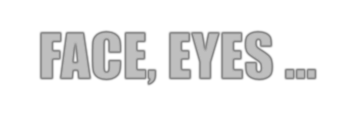 FACE, EYES ...